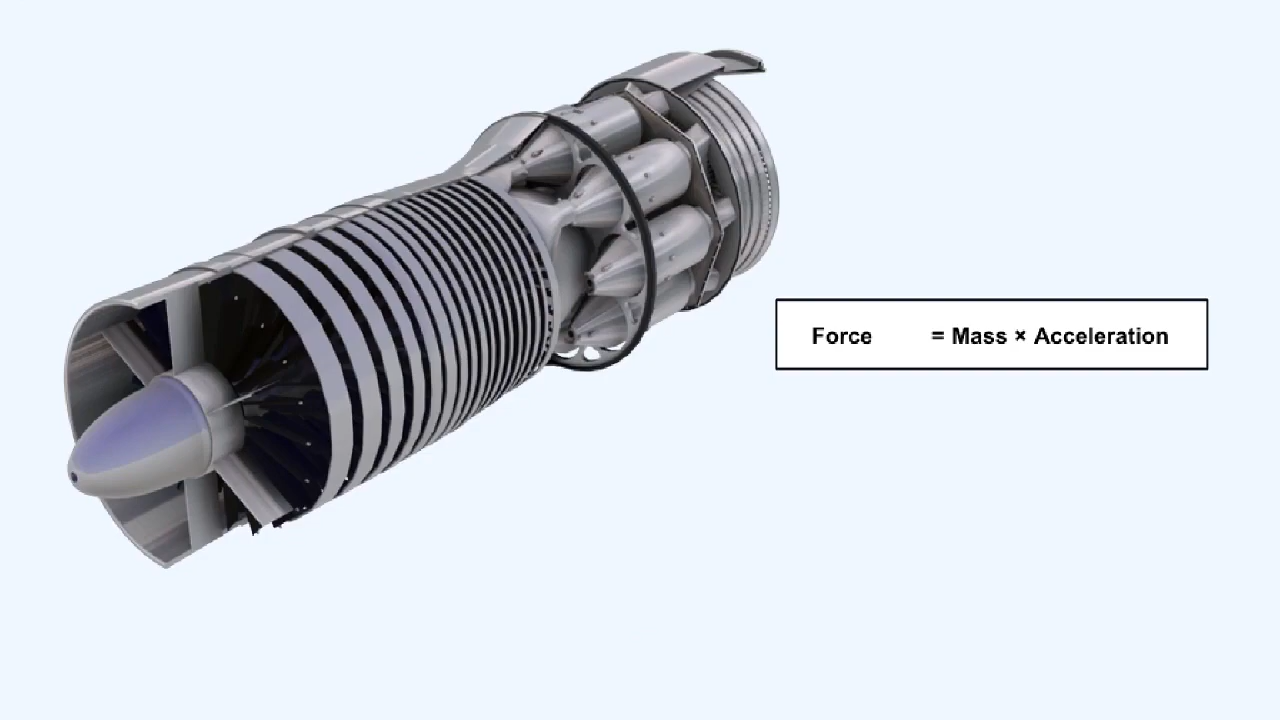 Force = Mass × Acceleration